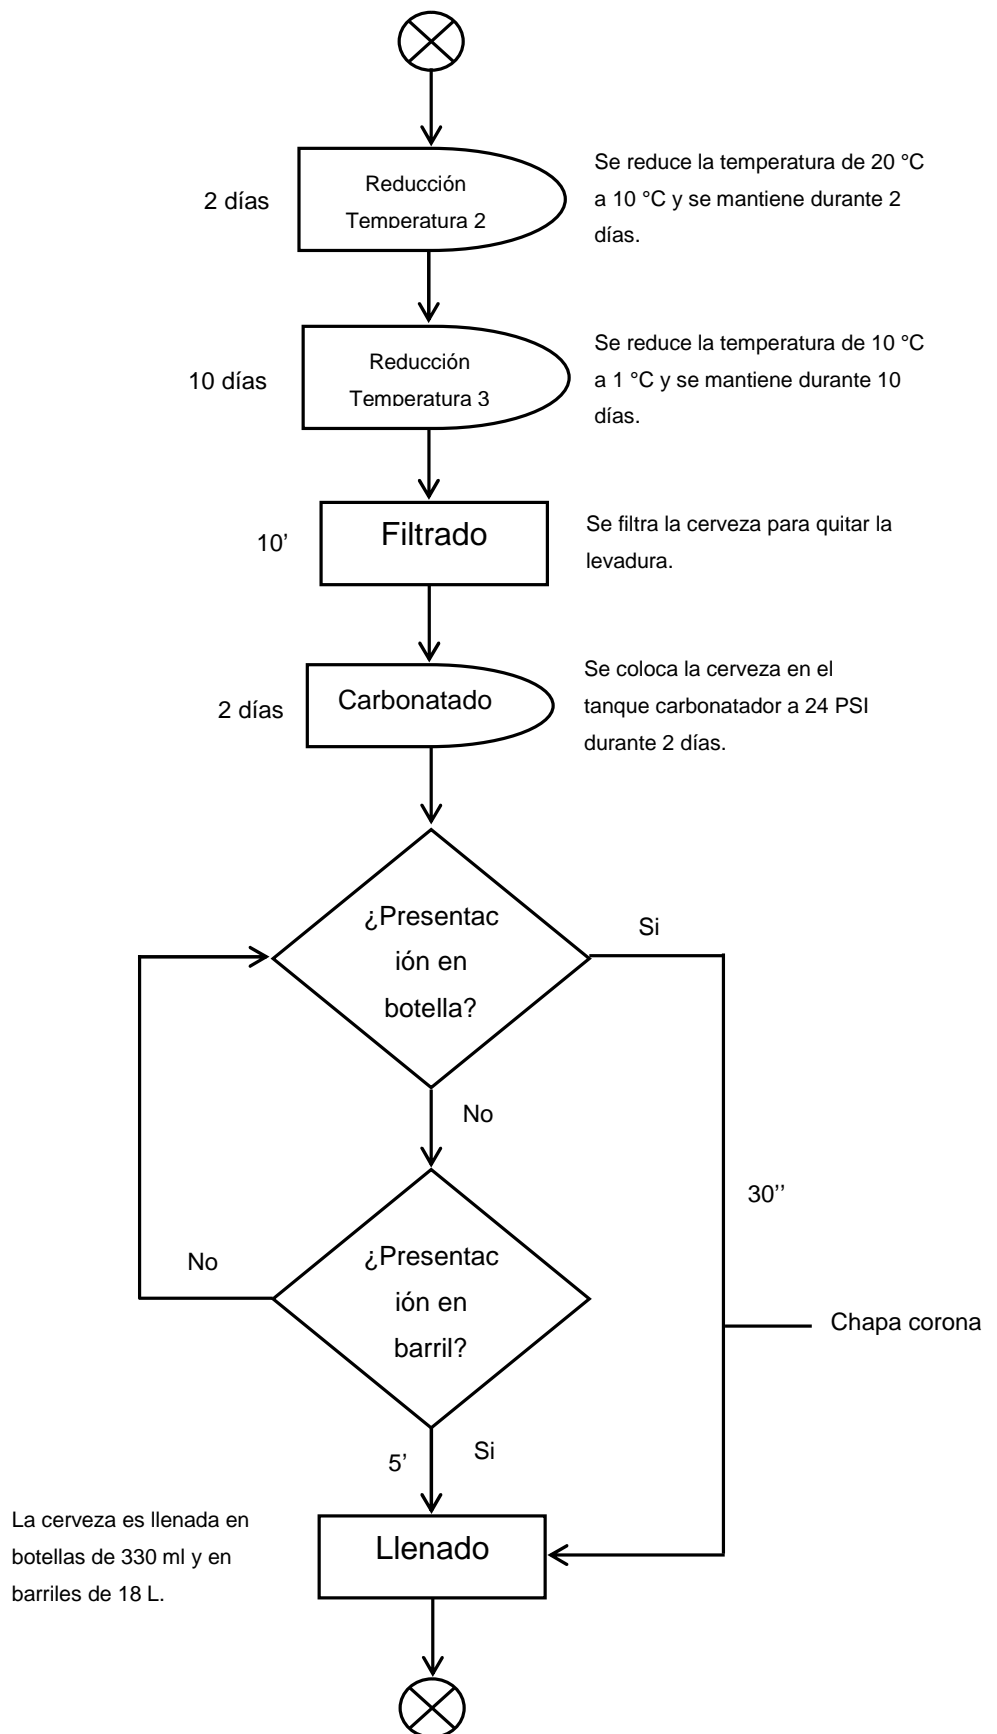 2 días
Reducción
Temperatura 2
Se reduce la temperatura de 20 °C
a 10 °C y se mantiene durante 2
días.
10 días
Reducción
Temperatura 3
Se reduce la temperatura de 10 °C
a 1 °C y se mantiene durante 10
días.
10’
Filtrado
Se filtra la cerveza para quitar la
levadura.
2 días
Carbonatado
Se coloca la cerveza en el
tanque carbonatador a 24 PSI
durante 2 días.
¿Presentac
ión en
botella?
Si
No
30’’
¿Presentac
ión en
barril?
No
Chapa corona
5’
Si
La cerveza es llenada en
botellas de 330 ml y en
barriles de 18 L.
Llenado